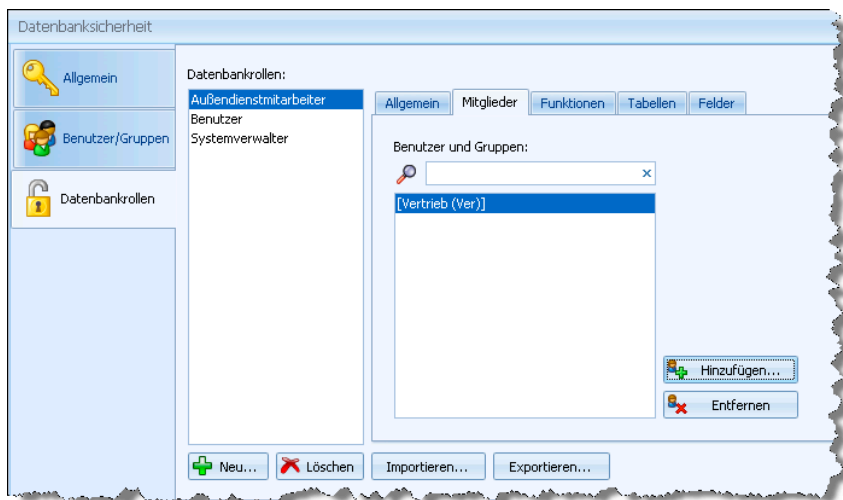 Datenbanksicherheit
Allgemein
Benutzer/Gruppen
Datenbankrollen
Datenbankrollen:
Außendienstmitarbeiter
Benutzer
Systemverwalter
Allgemein Mitglieder Funktionen Tabellen Felder
Benutzer und Gruppen:
[Vertrieb (Ver)]
Hinzufügen...
Entfernen
Neu... Löschen Importieren... Exportieren...